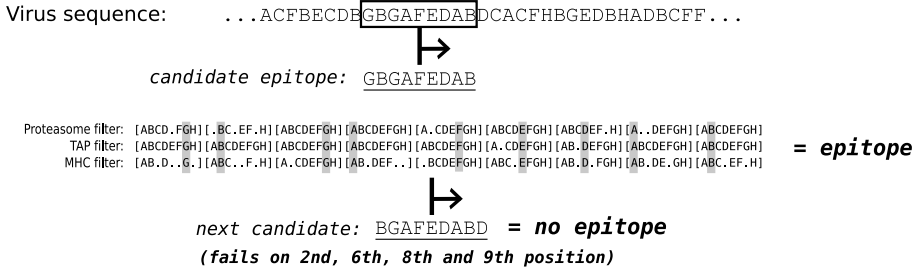 Virus sequence: ...ACFBECDBGBGAFEDABDCACFHBGEDBHADBCFF...
candidate epitope: GBGAFEDAB
Proteasome filter: [ABCD.FGH][.BC.EF.H][ABCDEFGH][ABCDEFGH][A.CDEFGH][ABCDEFGH][ABCDEF.H][A..DEFGH][ABCDEFGH]
TAP filter: [ABCDEFGH][ABCDEFGH][ABCDEFGH][ABCDEFGH][ABCDEFGH][A.CDEFGH][AB.DEFGH][ABCDEFGH][ABCDEFGH]
MHC filter: [AB.D..G.][ABC..F.H][A.CDEFGH][AB.DEF..][.BCDEFGH][ABC.EFGH][AB.D.FGH][AB.DE.GH][ABC.EF.H]
= epitope
next candidate: BGAFEDABD = no epitope
(fails on 2nd, 6th, 8th and 9th position)